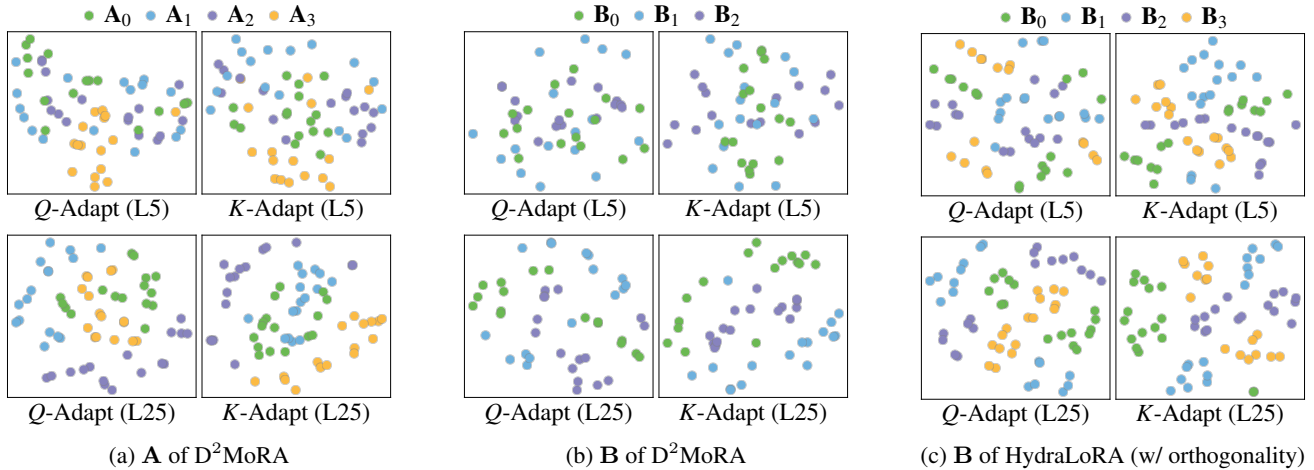 A₀ A₁ A₂ A₃
Q-Adapt (L5) K-Adapt (L5)
Q-Adapt (L25) K-Adapt (L25)
(a) A of D²MoRA
B₀ B₁ B₂
Q-Adapt (L5) K-Adapt (L5)
Q-Adapt (L25) K-Adapt (L25)
(b) B of D²MoRA
B₀ B₁ B₂ B₃
Q-Adapt (L5) K-Adapt (L5)
Q-Adapt (L25) K-Adapt (L25)
(c) B of HydraLoRA (w/ orthogonality)